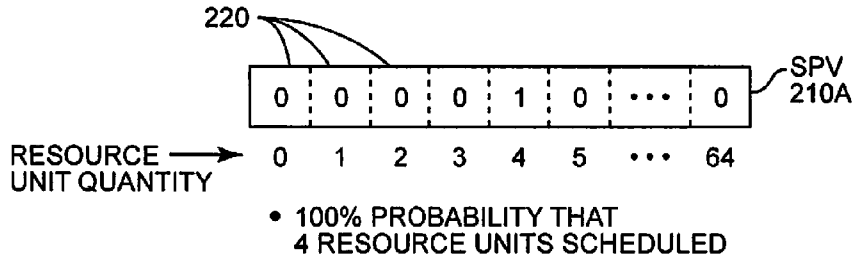 220
SPV
210A
0 0 0 0 1 0 ••• 0
RESOURCE
UNIT QUANTITY
0 1 2 3 4 5 ••• 64
• 100% PROBABILITY THAT
4 RESOURCE UNITS SCHEDULED